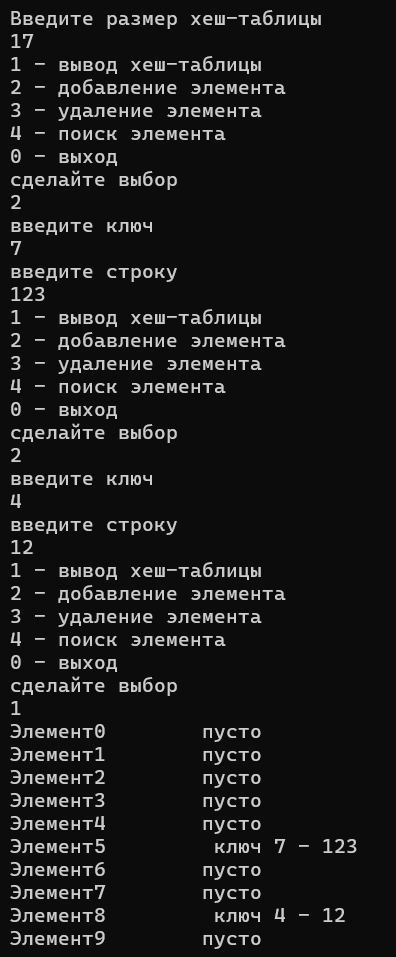 Введите размер хеш-таблицы
17
1 - вывод хеш-таблицы
2 - добавление элемента
3 - удаление элемента
4 - поиск элемента
0 - выход
сделайте выбор
2
введите ключ
7
введите строку
123
1 - вывод хеш-таблицы
2 - добавление элемента
3 - удаление элемента
4 - поиск элемента
0 - выход
сделайте выбор
2
введите ключ
4
введите строку
12
1 - вывод хеш-таблицы
2 - добавление элемента
3 - удаление элемента
4 - поиск элемента
0 - выход
сделайте выбор
1
Элемент0        пусто
Элемент1        пусто
Элемент2        пусто
Элемент3        пусто
Элемент4        пусто
Элемент5         ключ 7 - 123
Элемент6        пусто
Элемент7        пусто
Элемент8         ключ 4 - 12
Элемент9        пусто